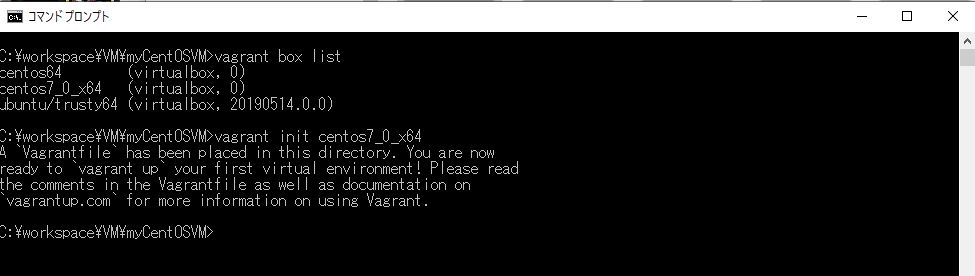 コマンド プロンプト
C:¥workspace¥VM¥myCentOSVM>vagrant box list
centos64        (virtualbox, 0)
centos7_0_x64   (virtualbox, 0)
ubuntu/trusty64 (virtualbox, 20190514.0.0)
C:¥workspace¥VM¥myCentOSVM>vagrant init centos7_0_x64
A `Vagrantfile` has been placed in this directory. You are now
ready to `vagrant up` your first virtual environment! Please read
the comments in the Vagrantfile as well as documentation on
`vagrantup.com` for more information on using Vagrant.
C:¥workspace¥VM¥myCentOSVM>